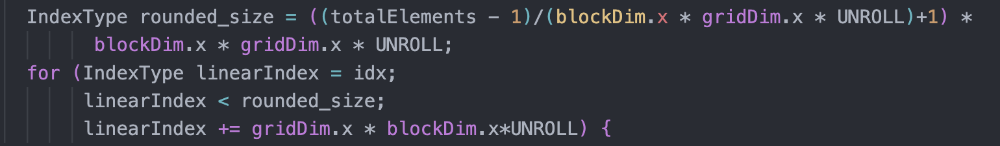 IndexType rounded_size = ((totalElements - 1)/(blockDim.x * gridDim.x * UNROLL)+1) *
blockDim.x * gridDim.x * UNROLL;
for (IndexType linearIndex = idx;
linearIndex < rounded_size;
linearIndex += gridDim.x * blockDim.x*UNROLL) {